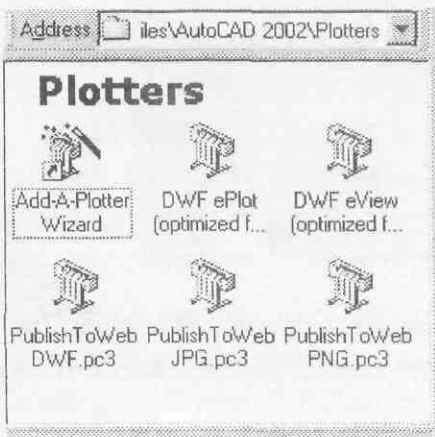 Address iles\AutoCAD 2002\Plotters
Plotters
Add-A-Plotter Wizard
DWF ePlot (optimized f...
DWF eView (optimized f...
PublishToWeb DWF.pc3
PublishToWeb JPG.pc3
PublishToWeb PNG.pc3